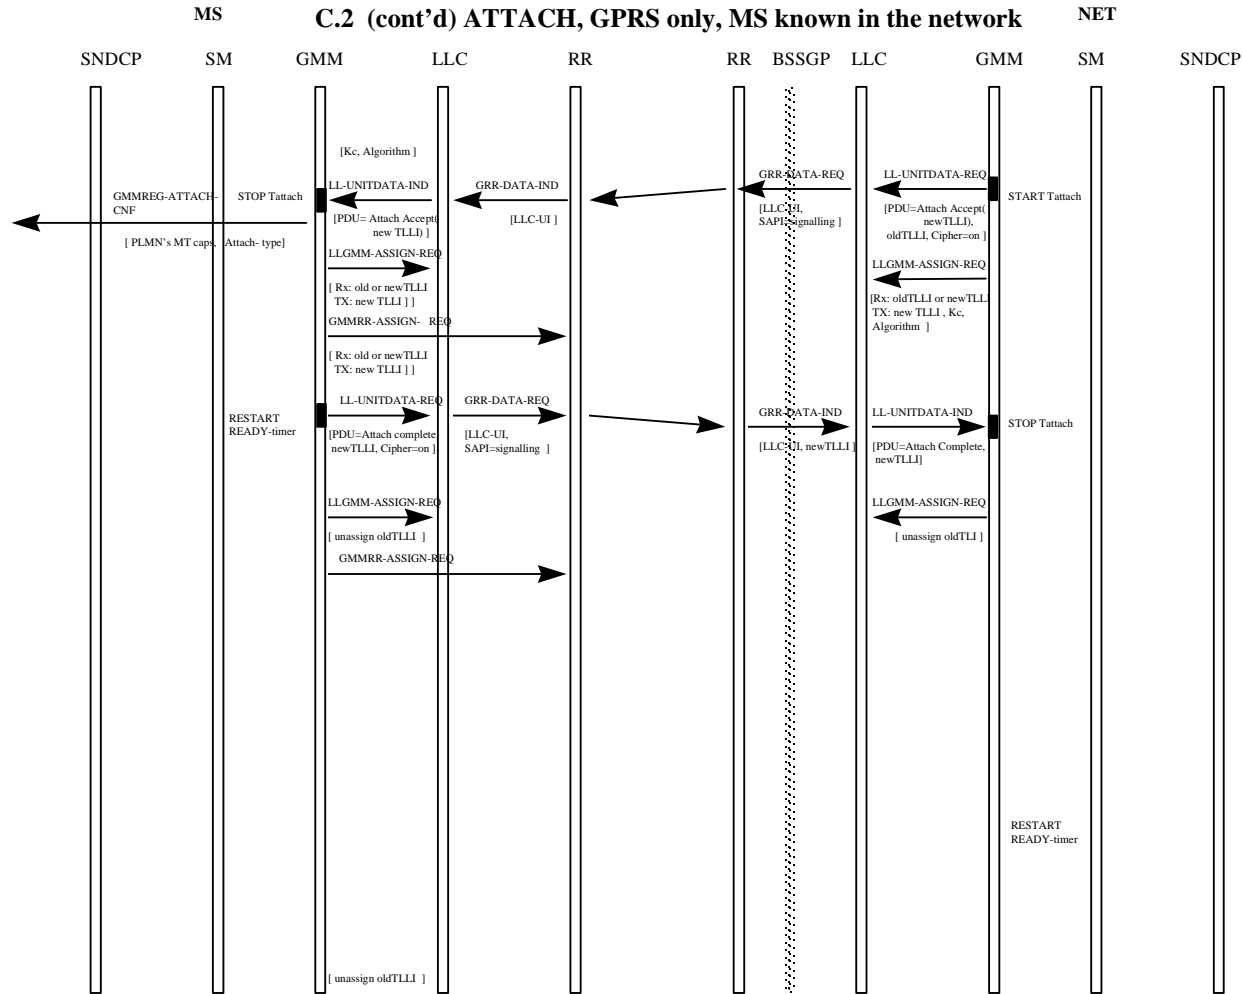 MS
C.2 (cont'd) ATTACH, GPRS only, MS known in the network
NET
SNDCP SM GMM LLC RR RR BSSGP LLC GMM SM SNDCP
[Kc, Algorithm ]
GMMREG-ATTACH-
CNF
STOP Tattach
LL-UNITDATA-IND
GRR-DATA-IND
GRR-DATA-REQ
LL-UNITDATA-REQ
START Tattach
[PDU= Attach Accept(
new TLLI) ]
[LLC-UI ]
[LLC-UI,
SAPI=signalling ]
[PDU=Attach Accept(
newTLLI),
oldTLLI, Cipher=on ]
[ PLMN's MT caps, Attach- type]
LLGMM-ASSIGN-REQ
LLGMM-ASSIGN-REQ
[ Rx: old or newTLLI
TX: new TLLI ] ]
[Rx: oldTLLI or newTLLI
TX: new TLLI , Kc,
Algorithm ]
GMMRR-ASSIGN- REQ
[ Rx: old or newTLLI
TX: new TLLI ] ]
RESTART
READY-timer
LL-UNITDATA-REQ
GRR-DATA-REQ
GRR-DATA-IND
LL-UNITDATA-IND
STOP Tattach
[PDU=Attach complete,
newTLLI, Cipher=on ]
[LLC-UI,
SAPI=signalling ]
[LLC-UI, newTLLI ]
[PDU=Attach Complete,
newTLLI]
LLGMM-ASSIGN-REQ
LLGMM-ASSIGN-REQ
[ unassign oldTLLI ]
[ unassign oldTLI ]
GMMRR-ASSIGN-REQ
RESTART
READY-timer
[ unassign oldTLLI ]